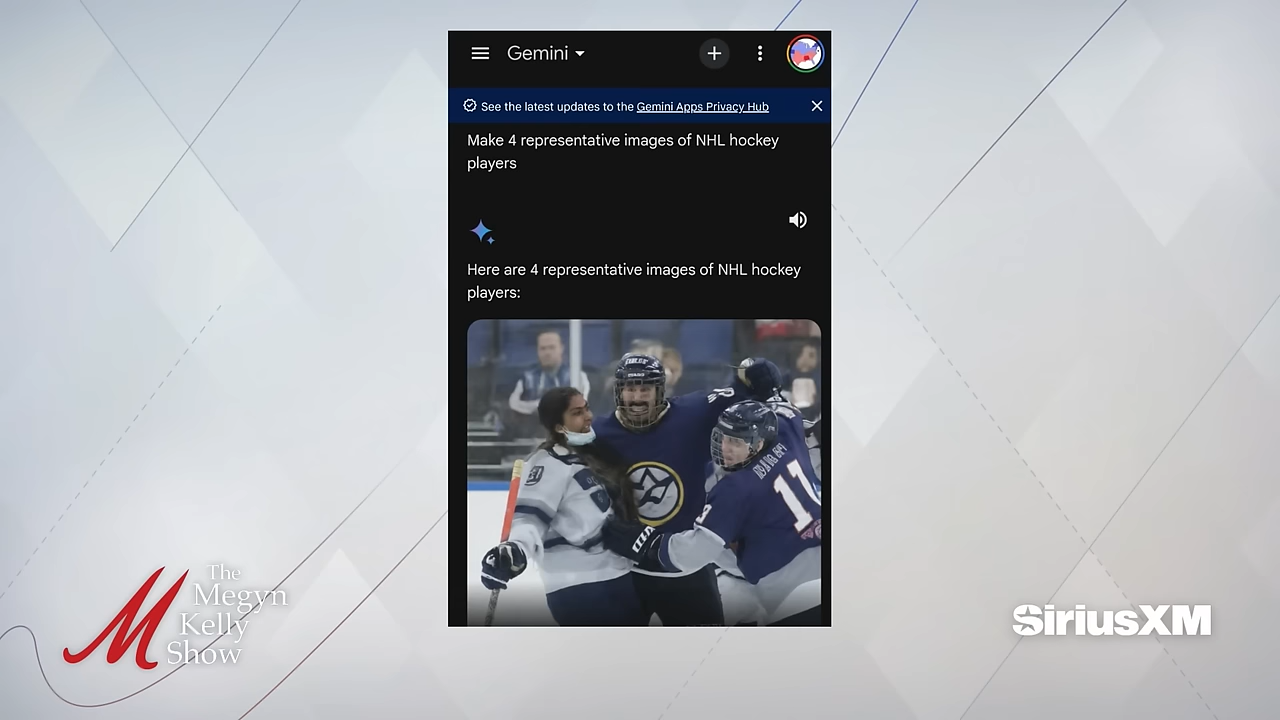 Gemini
See the latest updates to the Gemini Apps Privacy Hub
Make 4 representative images of NHL hockey
players
Here are 4 representative images of NHL hockey
players:
11
The
Megyn
Kelly
Show
SiriusXM